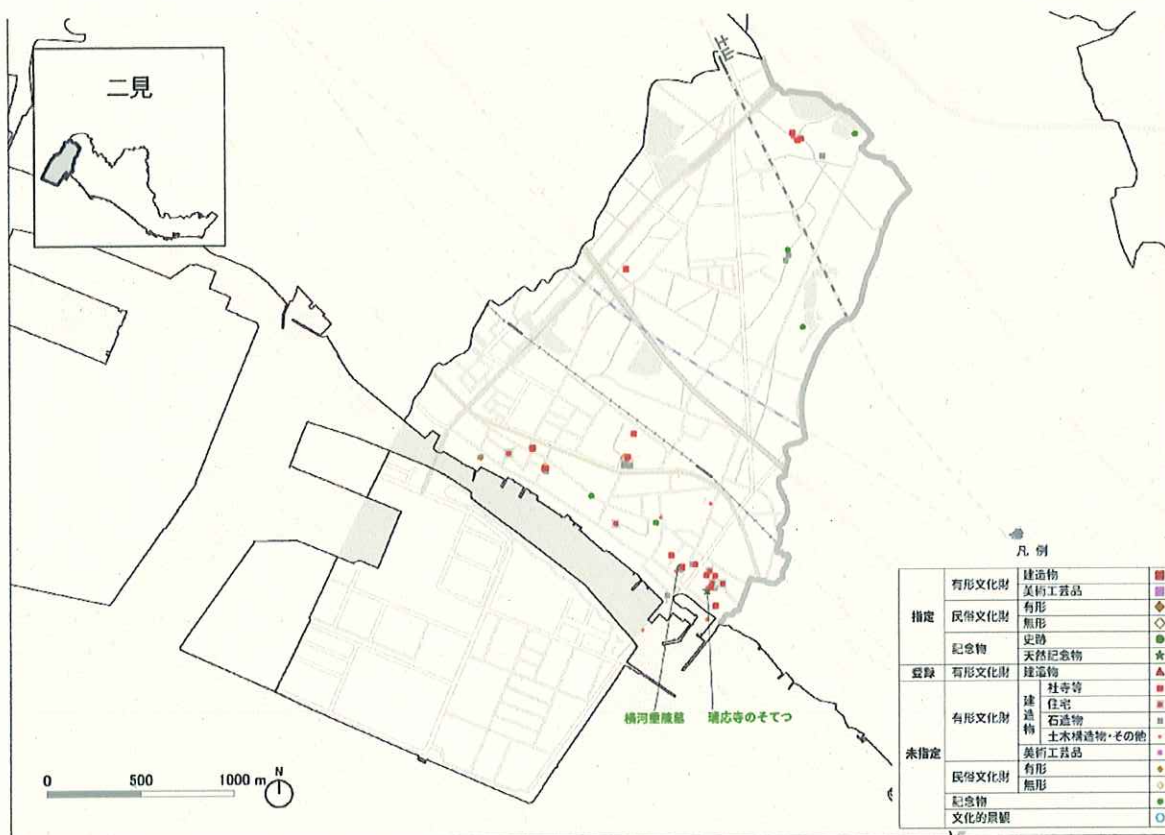 二見
横河重陳墓
瑞応寺のそてつ
0 500 1000 m
N
凡例
指定 有形文化財 建造物
美術工芸品
民俗文化財 有形
無形
記念物 史跡
天然記念物
登録 有形文化財 建造物
未指定 有形文化財 建造物 社寺等
住宅
石造物
土木構造物・その他
美術工芸品
民俗文化財 有形
無形
記念物
文化的景観